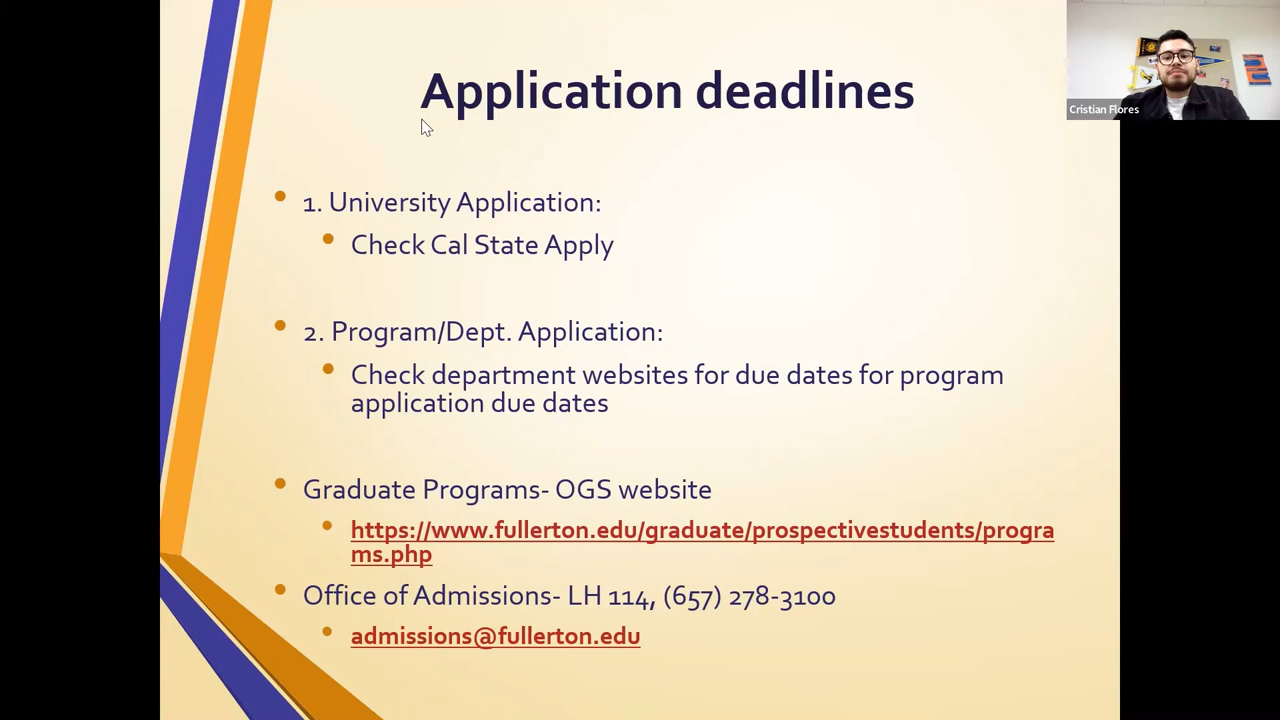 Application deadlines
Cristian Flores
1. University Application:
Check Cal State Apply
2. Program/Dept. Application:
Check department websites for due dates for program
application due dates
Graduate Programs- OGS website
https://www.fullerton.edu/graduate/prospectivestudents/progra
ms.php
Office of Admissions- LH 114, (657) 278-3100
admissions@fullerton.edu